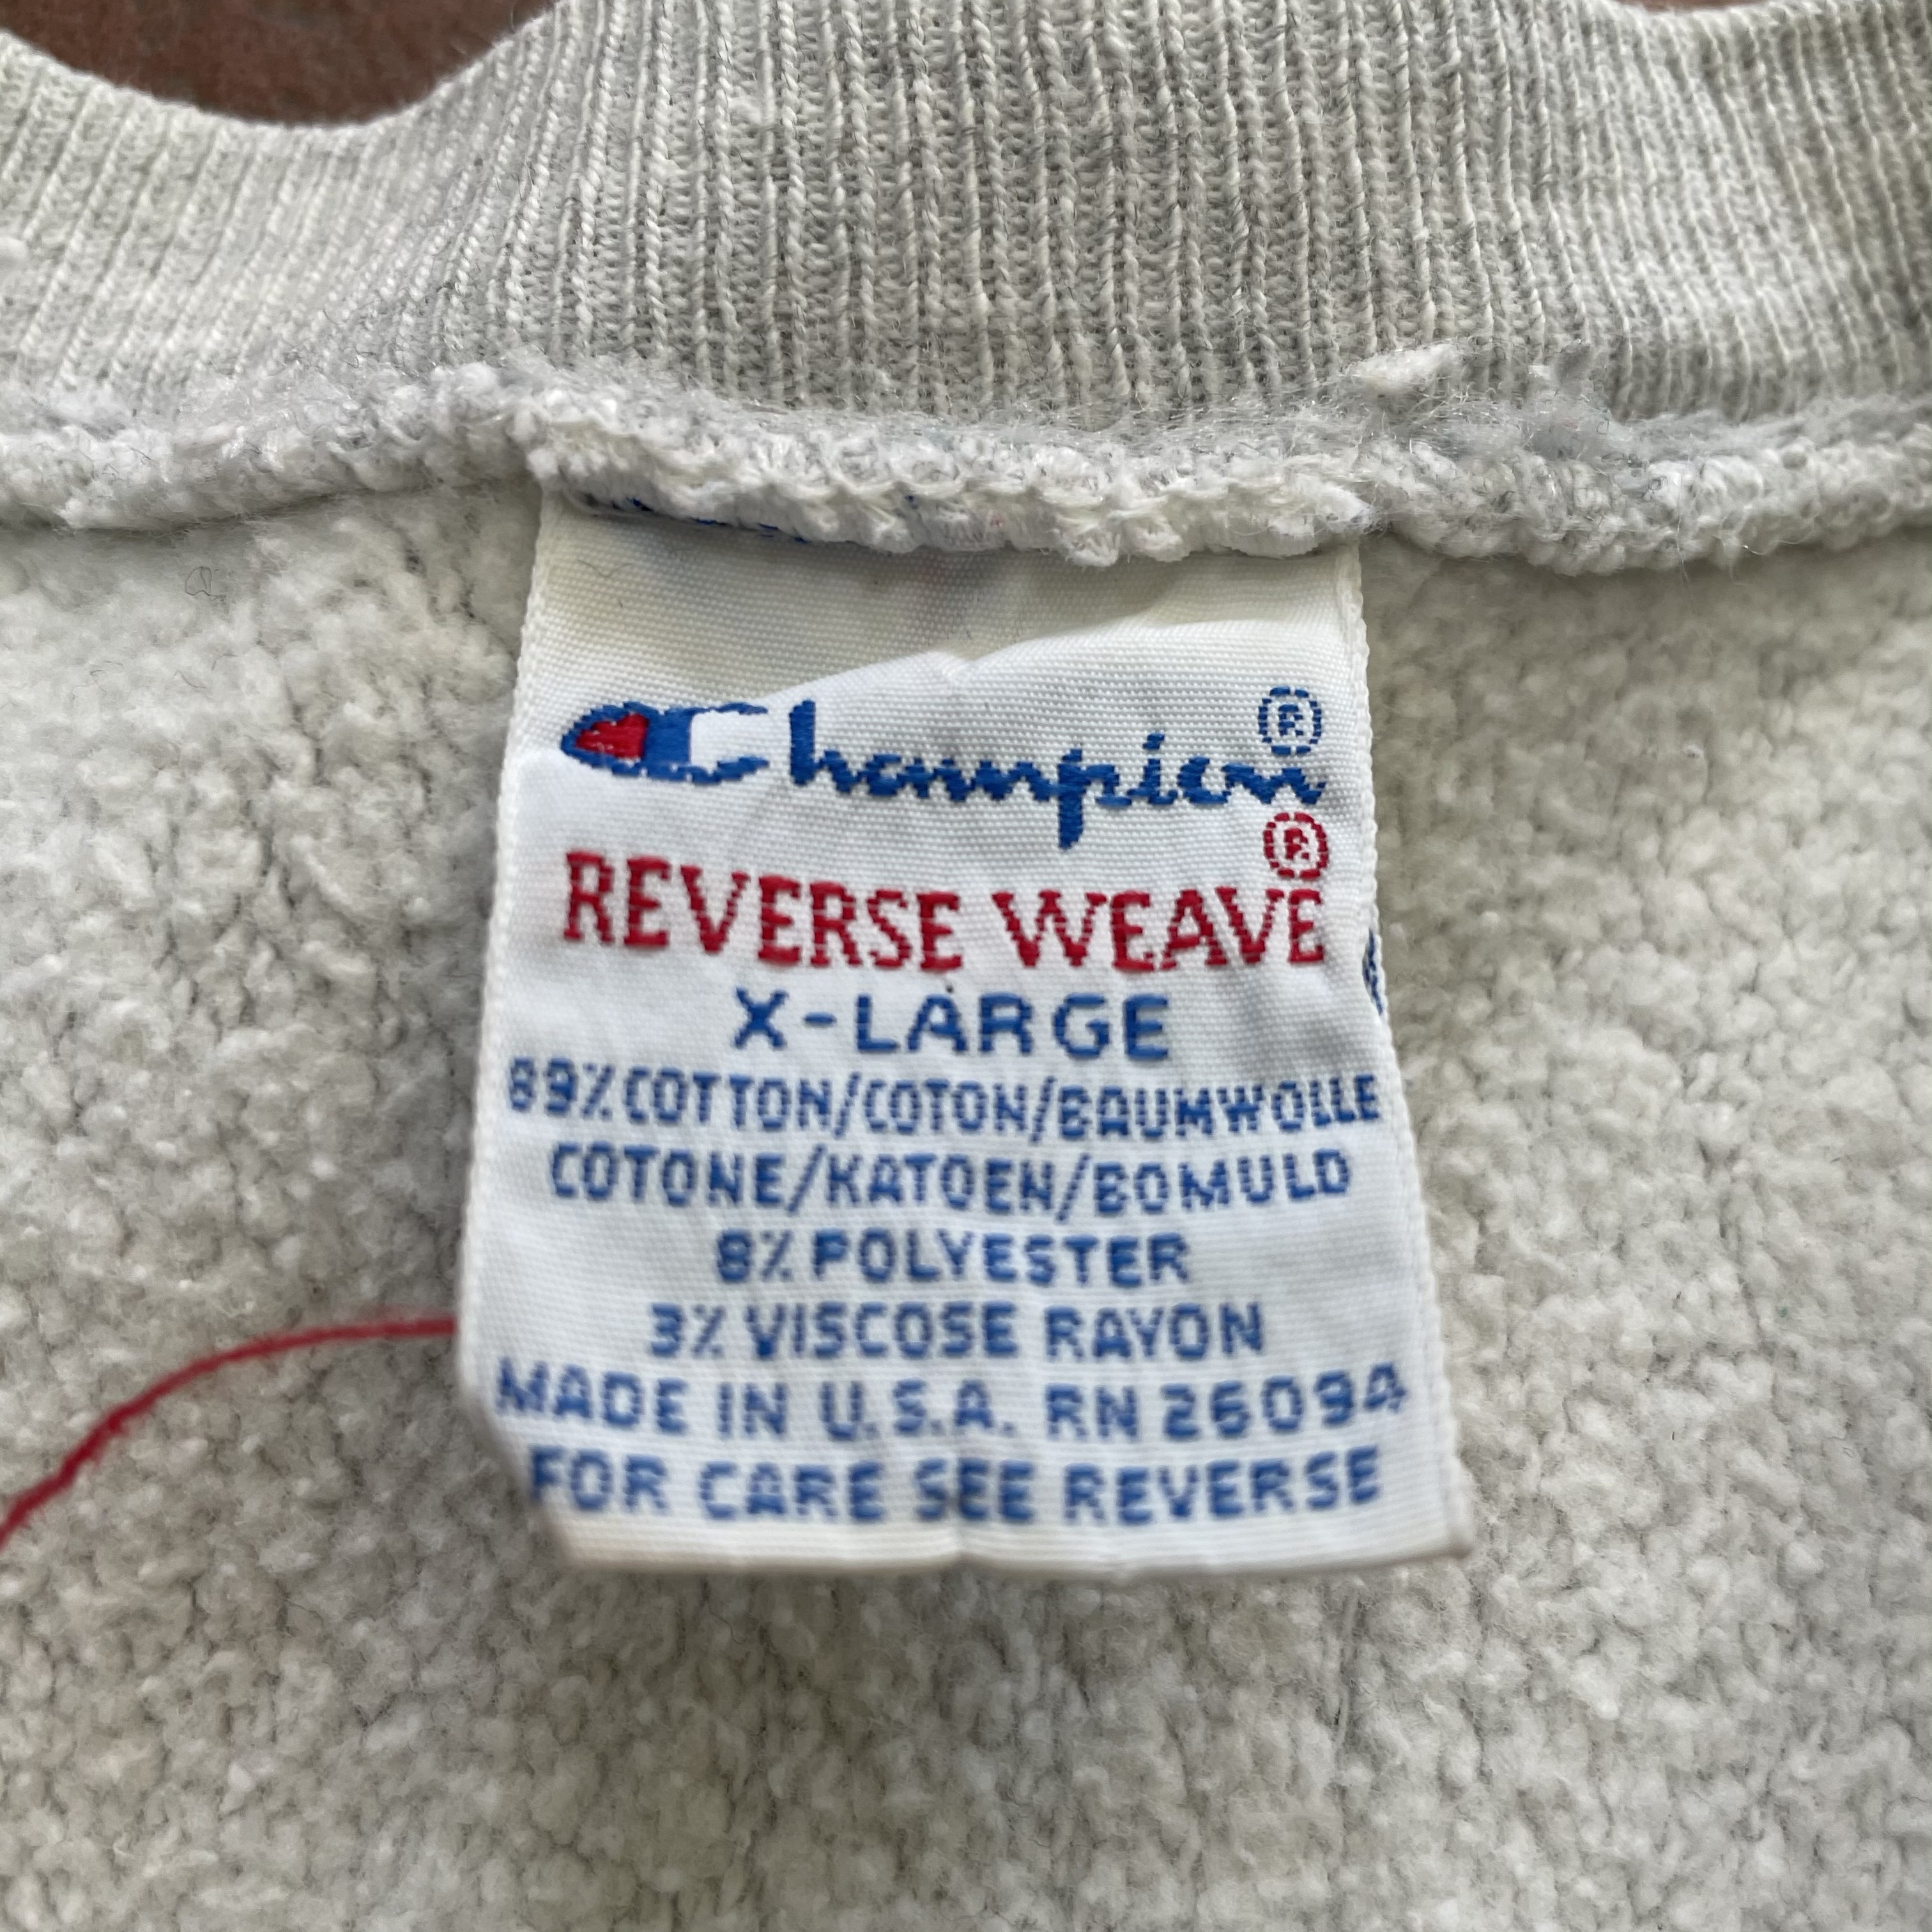 Champion®
REVERSE WEAVE®
X-LARGE
89% COTTON/COTON/BAUMWOLLE
COTONE/KATOEN/BOMULD
8% POLYESTER
3% VISCOSE RAYON
MADE IN U.S.A. RN 26094
FOR CARE SEE REVERSE